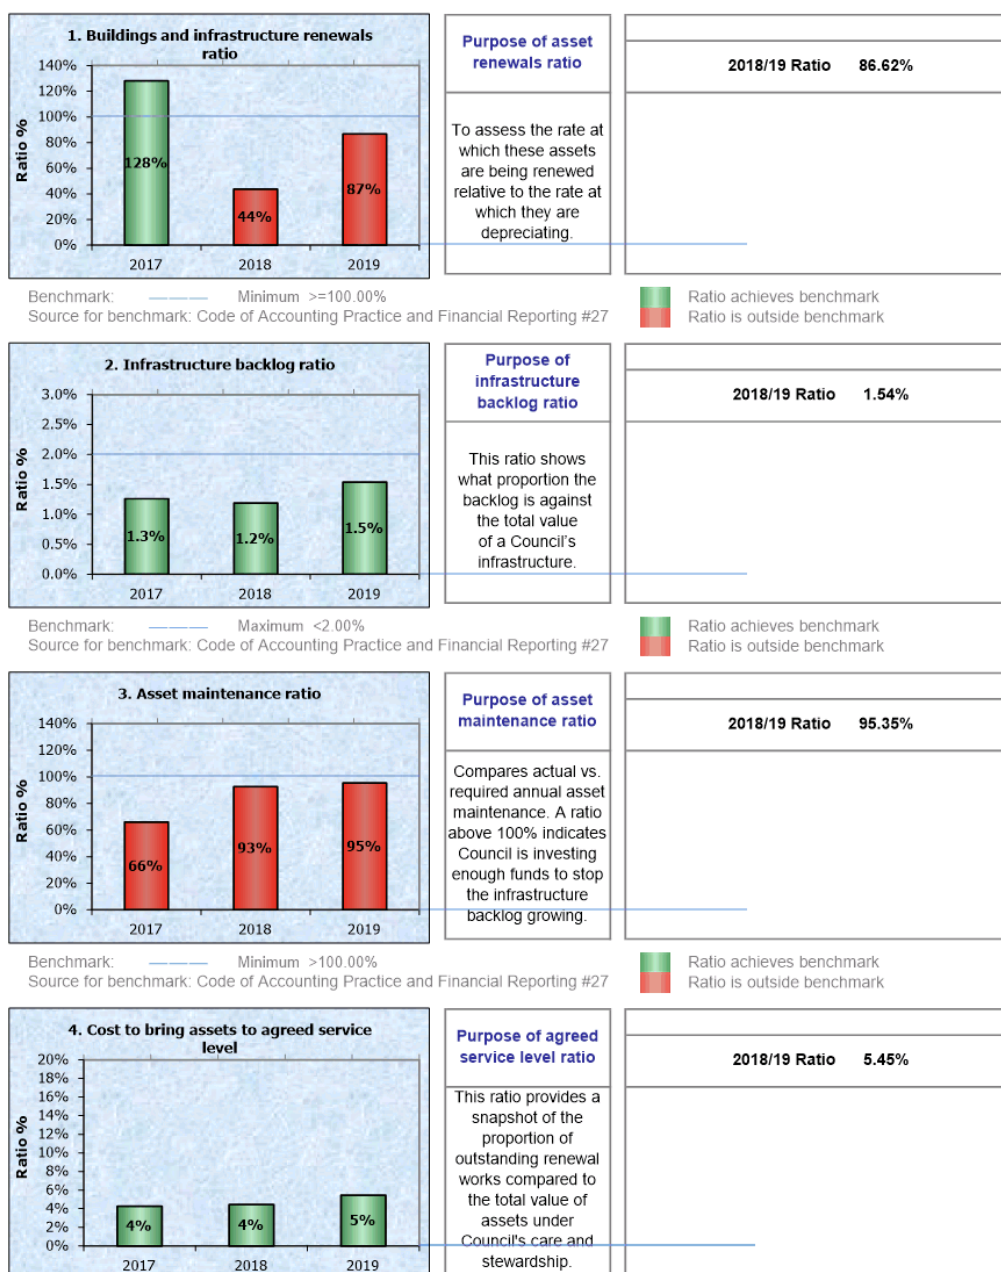 1. Buildings and infrastructure renewals
ratio
140%
120%
100%
80%
60%
40%
20%
0%
Ratio %
128%
44%
87%
2017 2018 2019
Purpose of asset
renewals ratio
To assess the rate at
which these assets
are being renewed
relative to the rate at
which they are
depreciating.
2018/19 Ratio 86.62%
Benchmark: Minimum >=100.00%
Source for benchmark: Code of Accounting Practice and Financial Reporting #27
Ratio achieves benchmark
Ratio is outside benchmark
2. Infrastructure backlog ratio
3.0%
2.5%
2.0%
1.5%
1.0%
0.5%
0.0%
Ratio %
1.3%
1.2%
1.5%
2017 2018 2019
Purpose of
infrastructure
backlog ratio
This ratio shows
what proportion the
backlog is against
the total value
of a Council's
infrastructure.
2018/19 Ratio 1.54%
Benchmark: Maximum <2.00%
Source for benchmark: Code of Accounting Practice and Financial Reporting #27
Ratio achieves benchmark
Ratio is outside benchmark
3. Asset maintenance ratio
140%
120%
100%
80%
60%
40%
20%
0%
Ratio %
66%
93%
95%
2017 2018 2019
Purpose of asset
maintenance ratio
Compares actual vs.
required annual asset
maintenance. A ratio
above 100% indicates
Council is investing
enough funds to stop
the infrastructure
backlog growing.
2018/19 Ratio 95.35%
Benchmark: Minimum >100.00%
Source for benchmark: Code of Accounting Practice and Financial Reporting #27
Ratio achieves benchmark
Ratio is outside benchmark
4. Cost to bring assets to agreed service
level
20%
18%
16%
14%
12%
10%
8%
6%
4%
2%
0%
Ratio %
4%
4%
5%
2017 2018 2019
Purpose of agreed
service level ratio
This ratio provides a
snapshot of the
proportion of
outstanding renewal
works compared to
the total value of
assets under
Council's care and
stewardship.
2018/19 Ratio 5.45%